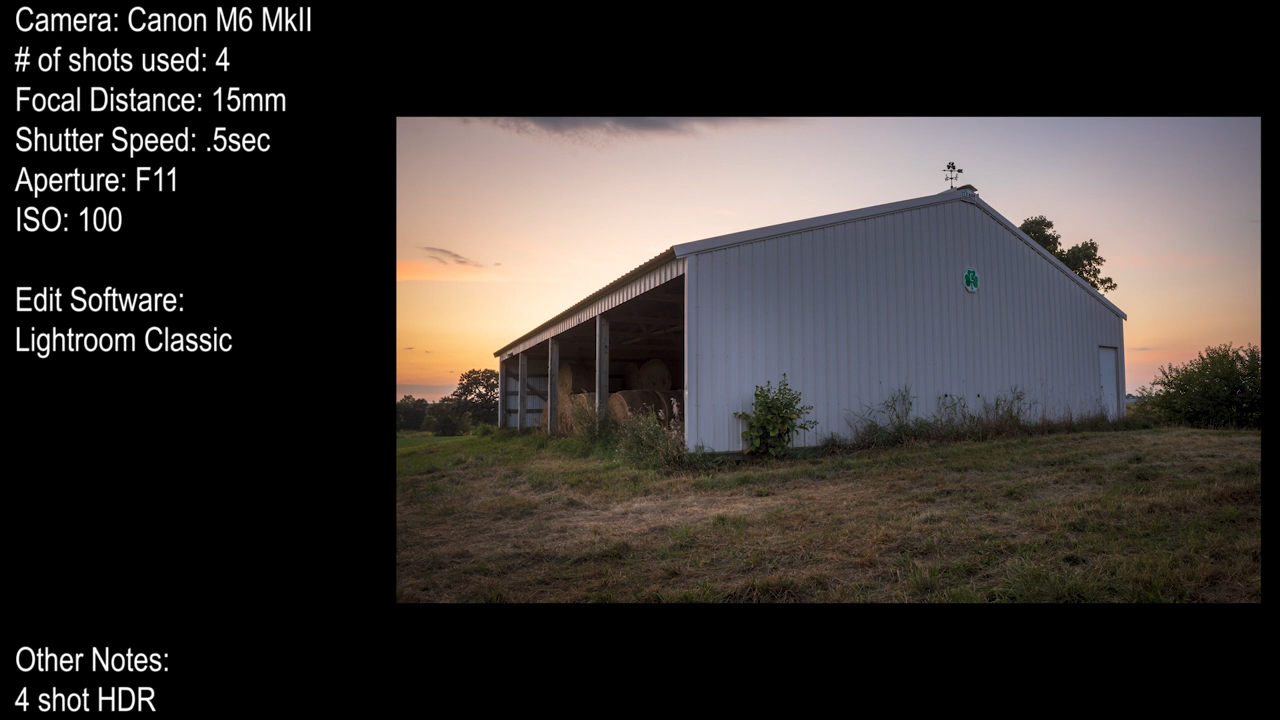 Camera: Canon M6 MkII
# of shots used: 4
Focal Distance: 15mm
Shutter Speed: .5sec
Aperture: F11
ISO: 100
Edit Software:
Lightroom Classic
Other Notes:
4 shot HDR